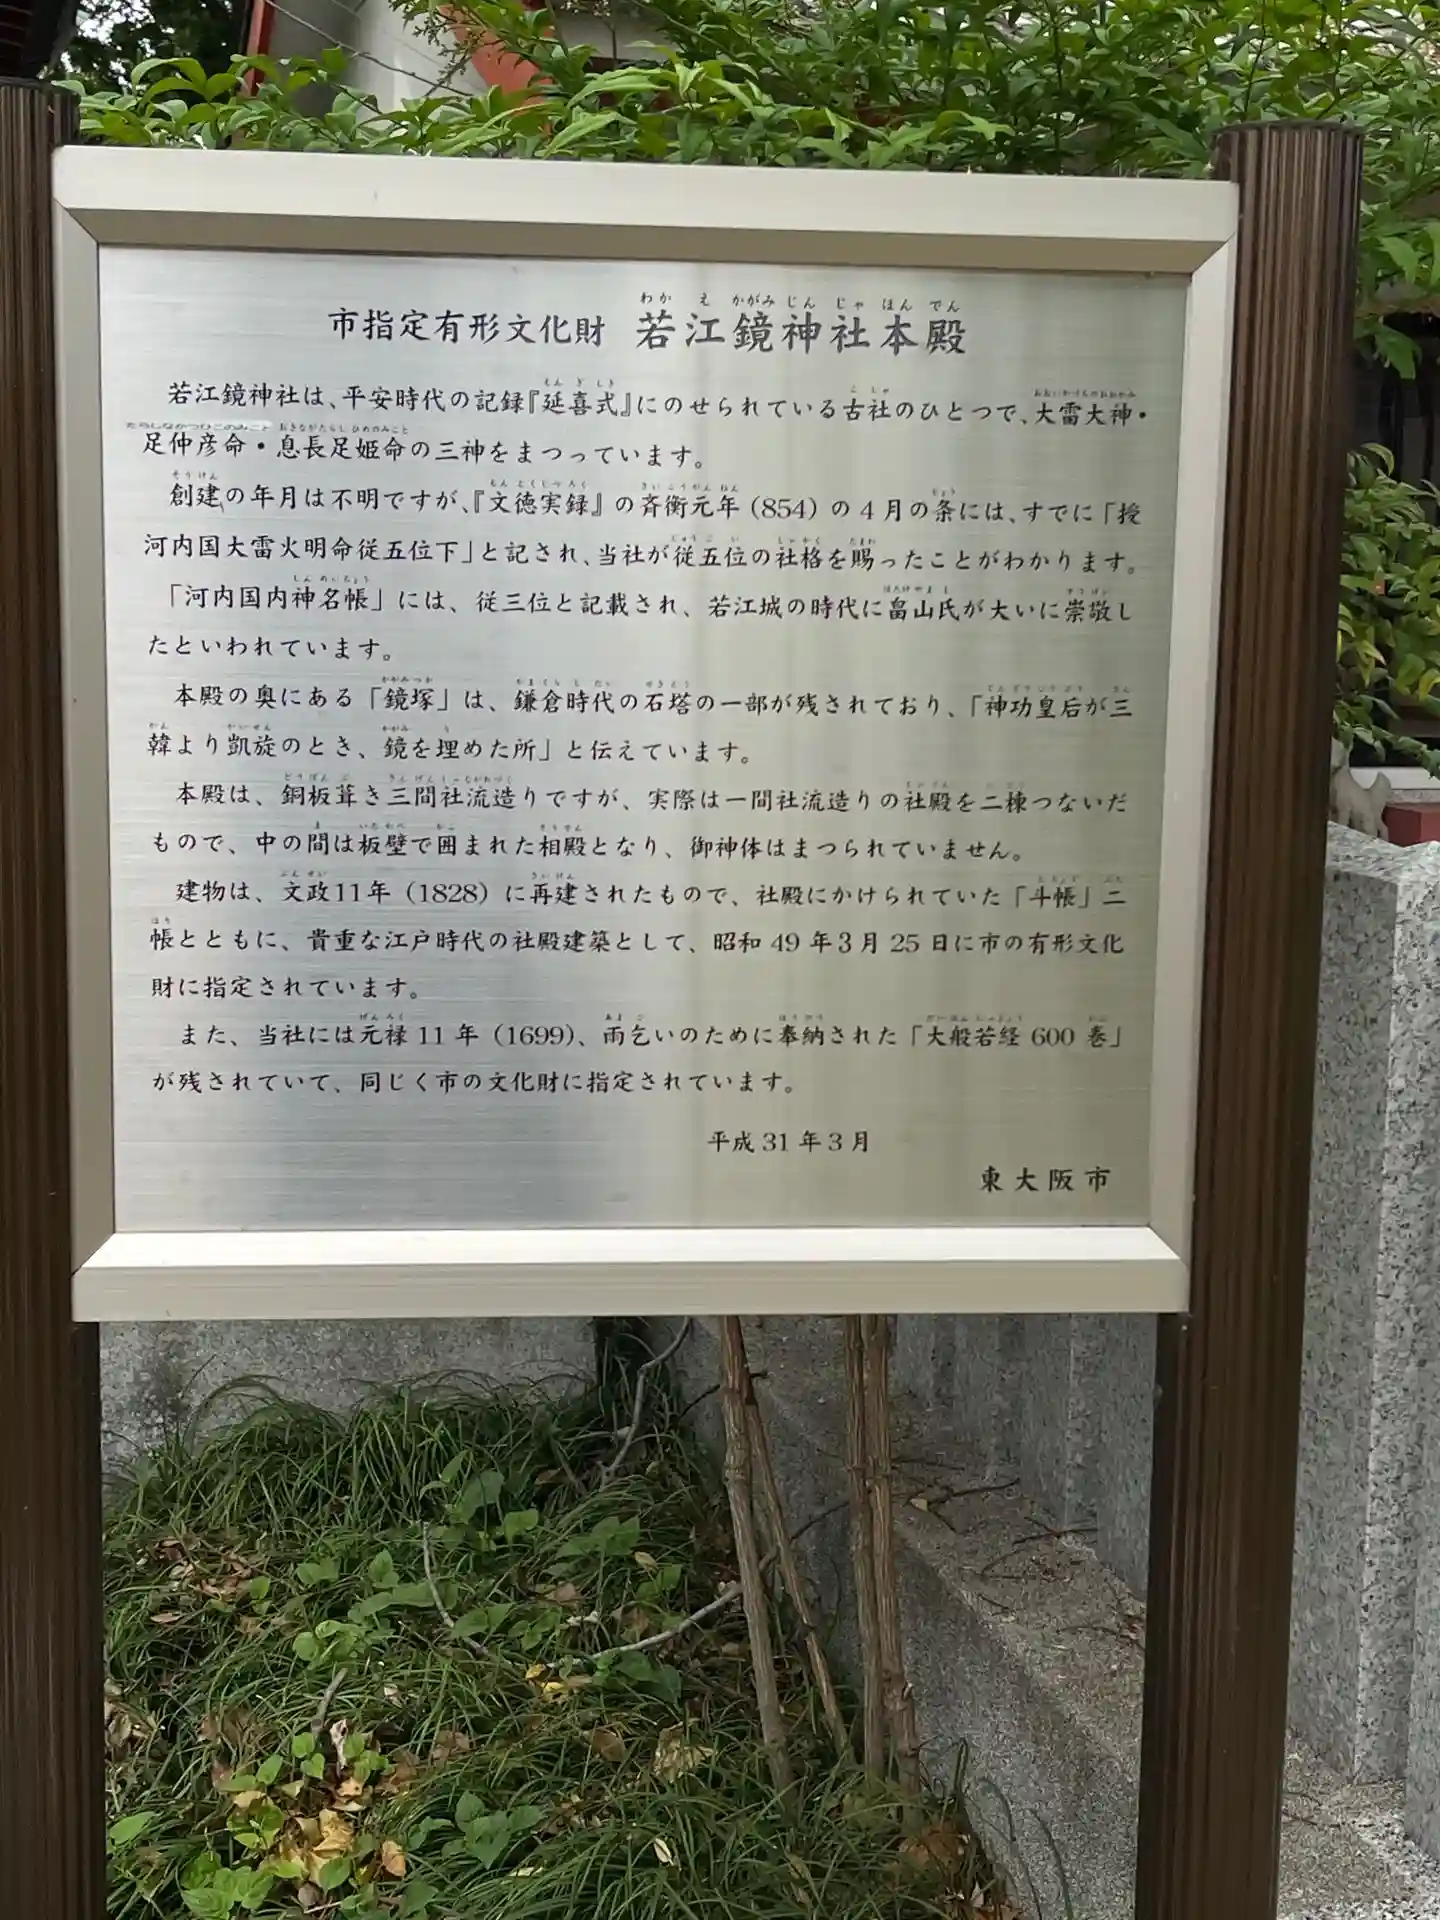 市指定有形文化財 若江鏡神社本殿
若江鏡神社は、平安時代の記録『延喜式』にのせられている古社のひとつで、大雷大神・
足仲彦命・息長足姫命の三神をまつっています。
創建の年月は不明ですが、『文徳実録』の斉衡元年（854）の4月の条には、すでに「授
河内国大雷火明命従五位下」と記され、当社が従五位の社格を賜ったことがわかります。
「河内国内神名帳」には、従三位と記載され、若江城の時代に畠山氏が大いに崇敬し
たといわれています。
本殿の奥にある「鏡塚」は、鎌倉時代の石塔の一部が残されており、「神功皇后が三
韓より凱旋のとき、鏡を埋めた所」と伝えています。
本殿は、銅板葺き三間社流造りですが、実際は一間社流造りの社殿を二棟つないだ
もので、中の間は板壁で囲まれた相殿となり、御神体はまつられていません。
建物は、文政11年（1828）に再建されたもので、社殿にかけられていた「斗帳」二
帳とともに、貴重な江戸時代の社殿建築として、昭和49年3月25日に市の有形文化
財に指定されています。
また、当社には元禄11年（1699）、雨乞いのために奉納された「大般若経600巻」
が残されていて、同じく市の文化財に指定されています。
平成31年3月
東大阪市